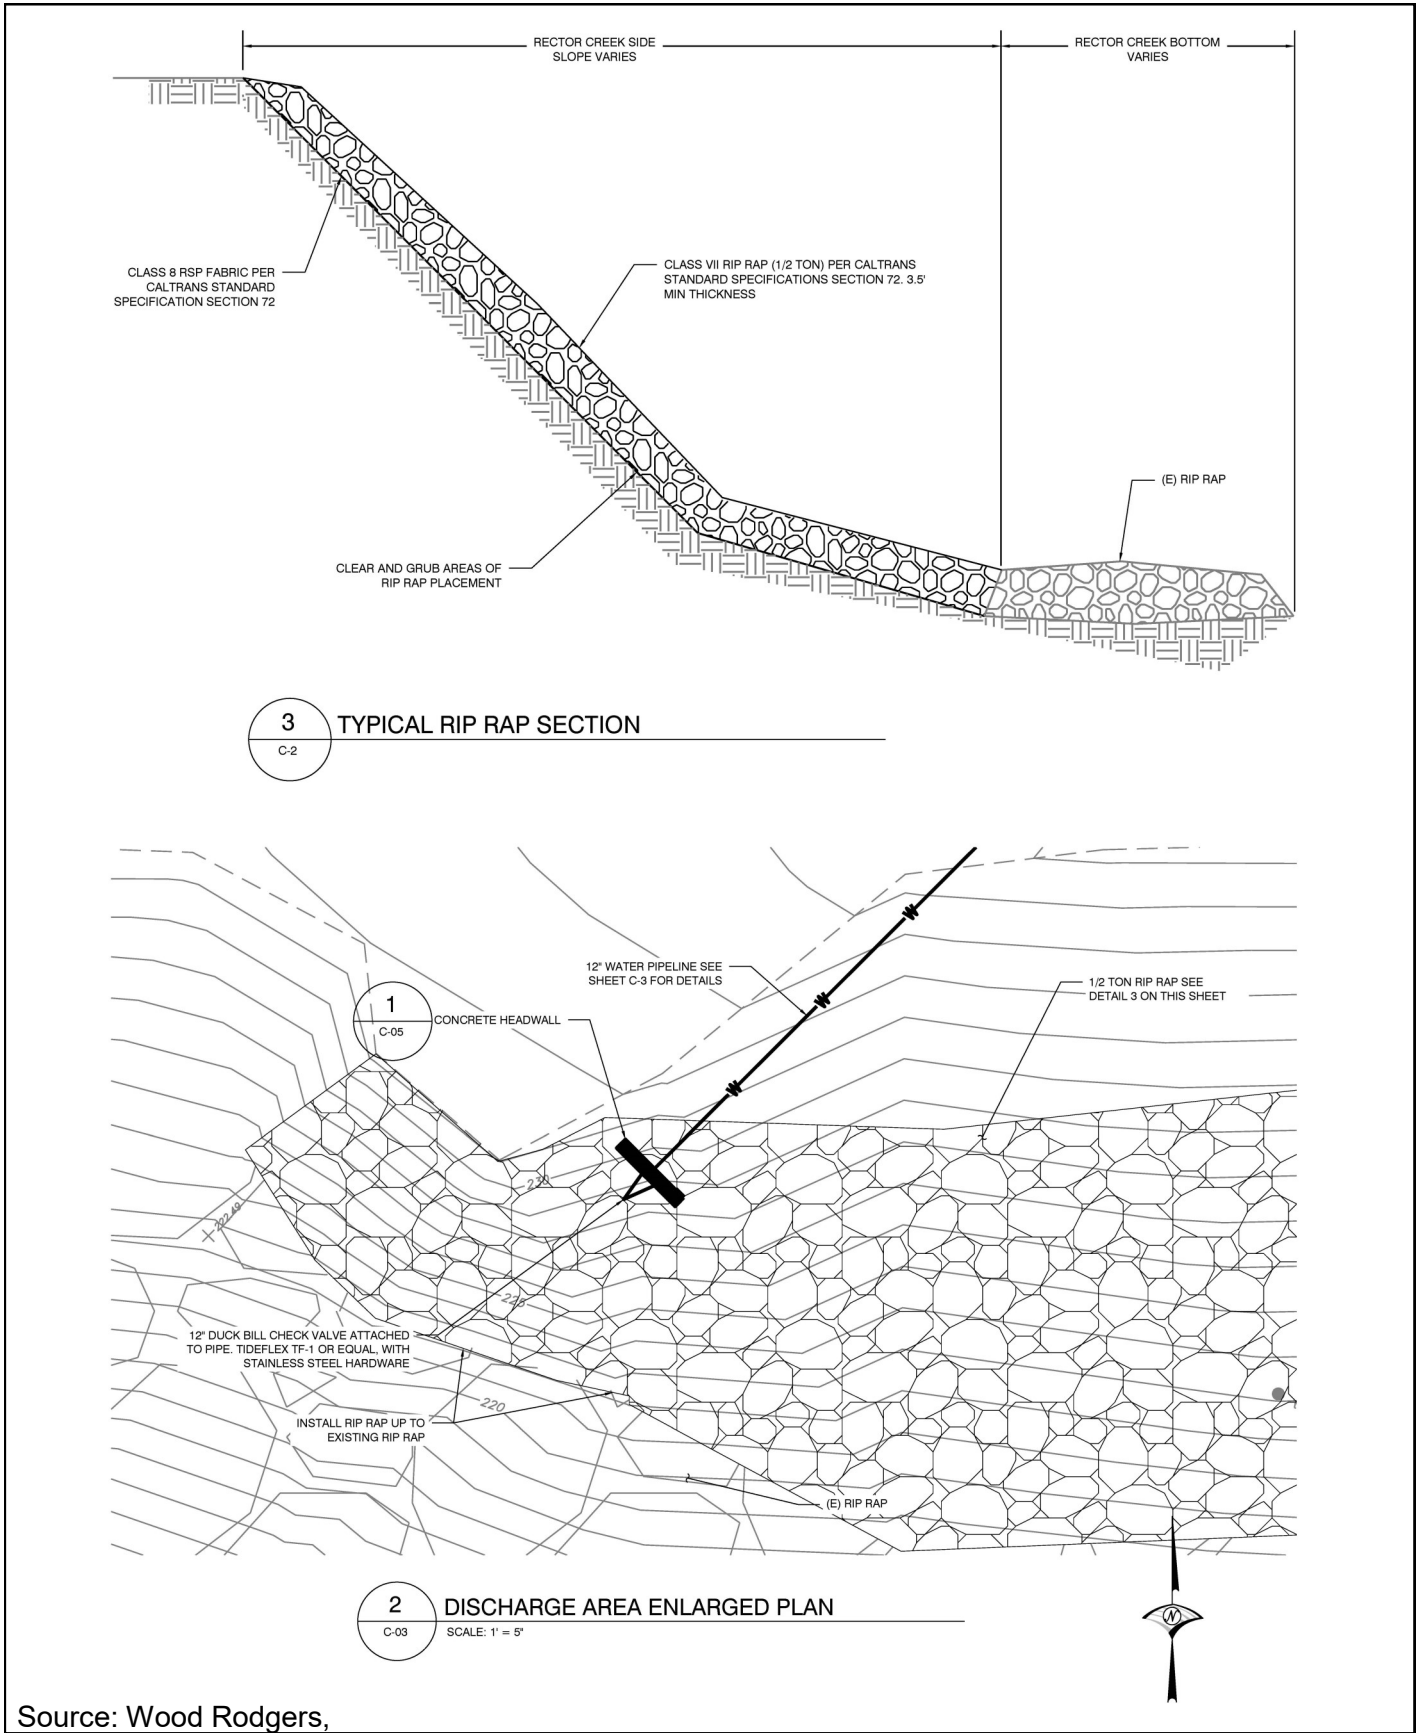 RECTOR CREEK SIDE
SLOPE VARIES
RECTOR CREEK BOTTOM
VARIES
CLASS 8 RSP FABRIC PER
CALTRANS STANDARD
SPECIFICATION SECTION 72
CLASS VII RIP RAP (1/2 TON) PER CALTRANS
STANDARD SPECIFICATIONS SECTION 72. 3.5'
MIN THICKNESS
(E) RIP RAP
CLEAR AND GRUB AREAS OF
RIP RAP PLACEMENT
3
C-2
TYPICAL RIP RAP SECTION
12" WATER PIPELINE SEE
SHEET C-3 FOR DETAILS
1/2 TON RIP RAP SEE
DETAIL 3 ON THIS SHEET
1
C-05
CONCRETE HEADWALL
230
222.49
225
12" DUCK BILL CHECK VALVE ATTACHED
TO PIPE. TIDEFLEX TF-1 OR EQUAL, WITH
STAINLESS STEEL HARDWARE
220
INSTALL RIP RAP UP TO
EXISTING RIP RAP
(E) RIP RAP
2
C-03
DISCHARGE AREA ENLARGED PLAN
SCALE: 1' = 5"
N
Source: Wood Rodgers,